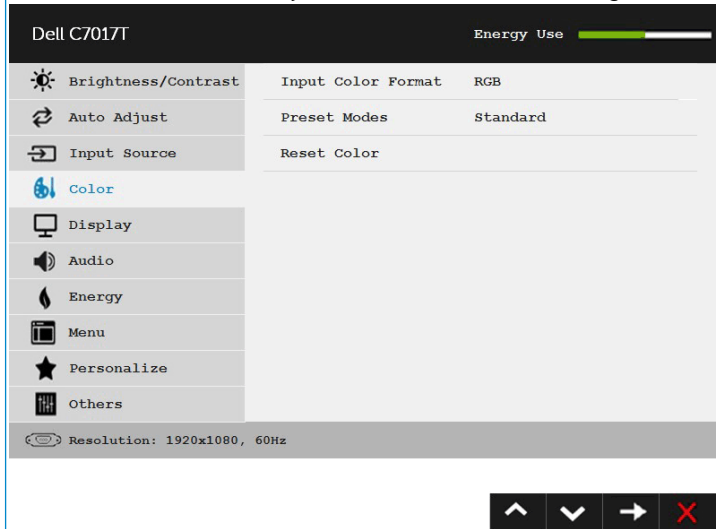 Dell C7017T
Energy Use
Brightness/Contrast
Input Color Format
RGB
Auto Adjust
Preset Modes
Standard
Input Source
Reset Color
Color
Display
Audio
Energy
Menu
Personalize
Others
Resolution: 1920x1080, 60Hz